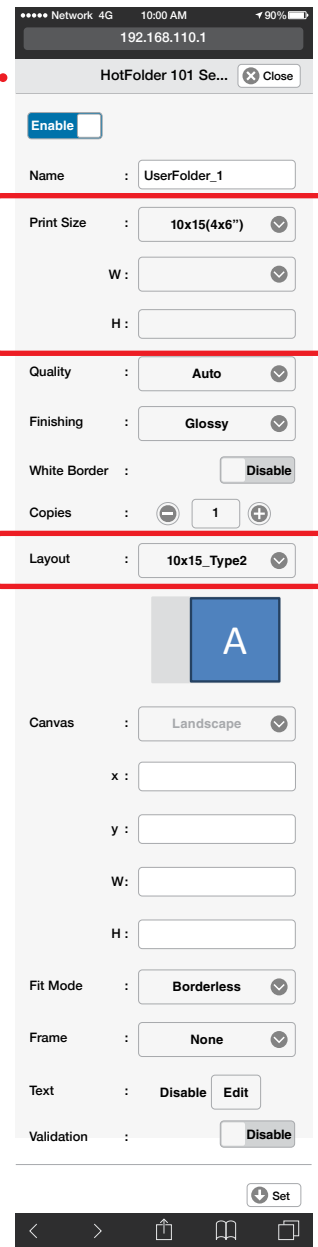 ●●●●● Network 4G 10:00 AM 90%
192.168.110.1
HotFolder 101 Se... Close
Enable
Name : UserFolder_1
Print Size : 10x15(4x6”)
W :
H :
Quality : Auto
Finishing : Glossy
White Border : Disable
Copies : 1
Layout : 10x15_Type2
A
Canvas : Landscape
x :
y :
W:
H :
Fit Mode : Borderless
Frame : None
Text : Disable Edit
Validation : Disable
Set